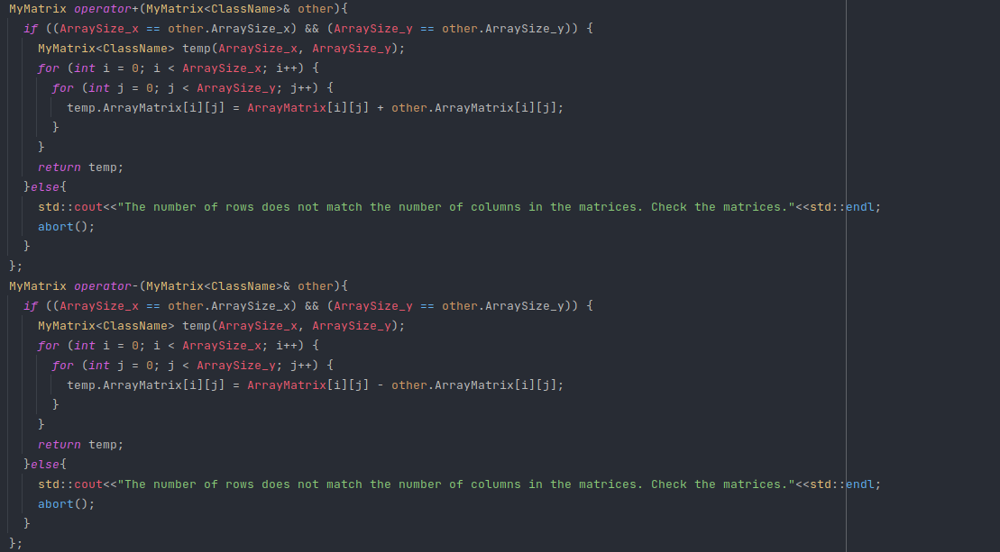 MyMatrix operator+(MyMatrix<ClassName>& other){
  if ((ArraySize_x == other.ArraySize_x) && (ArraySize_y == other.ArraySize_y)) {
    MyMatrix<ClassName> temp(ArraySize_x, ArraySize_y);
    for (int i = 0; i < ArraySize_x; i++) {
      for (int j = 0; j < ArraySize_y; j++) {
        temp.ArrayMatrix[i][j] = ArrayMatrix[i][j] + other.ArrayMatrix[i][j];
      }
    }
    return temp;
  }else{
    std::cout<<"The number of rows does not match the number of columns in the matrices. Check the matrices."<<std::endl;
    abort();
  }
};
MyMatrix operator-(MyMatrix<ClassName>& other){
  if ((ArraySize_x == other.ArraySize_x) && (ArraySize_y == other.ArraySize_y)) {
    MyMatrix<ClassName> temp(ArraySize_x, ArraySize_y);
    for (int i = 0; i < ArraySize_x; i++) {
      for (int j = 0; j < ArraySize_y; j++) {
        temp.ArrayMatrix[i][j] = ArrayMatrix[i][j] - other.ArrayMatrix[i][j];
      }
    }
    return temp;
  }else{
    std::cout<<"The number of rows does not match the number of columns in the matrices. Check the matrices."<<std::endl;
    abort();
  }
};